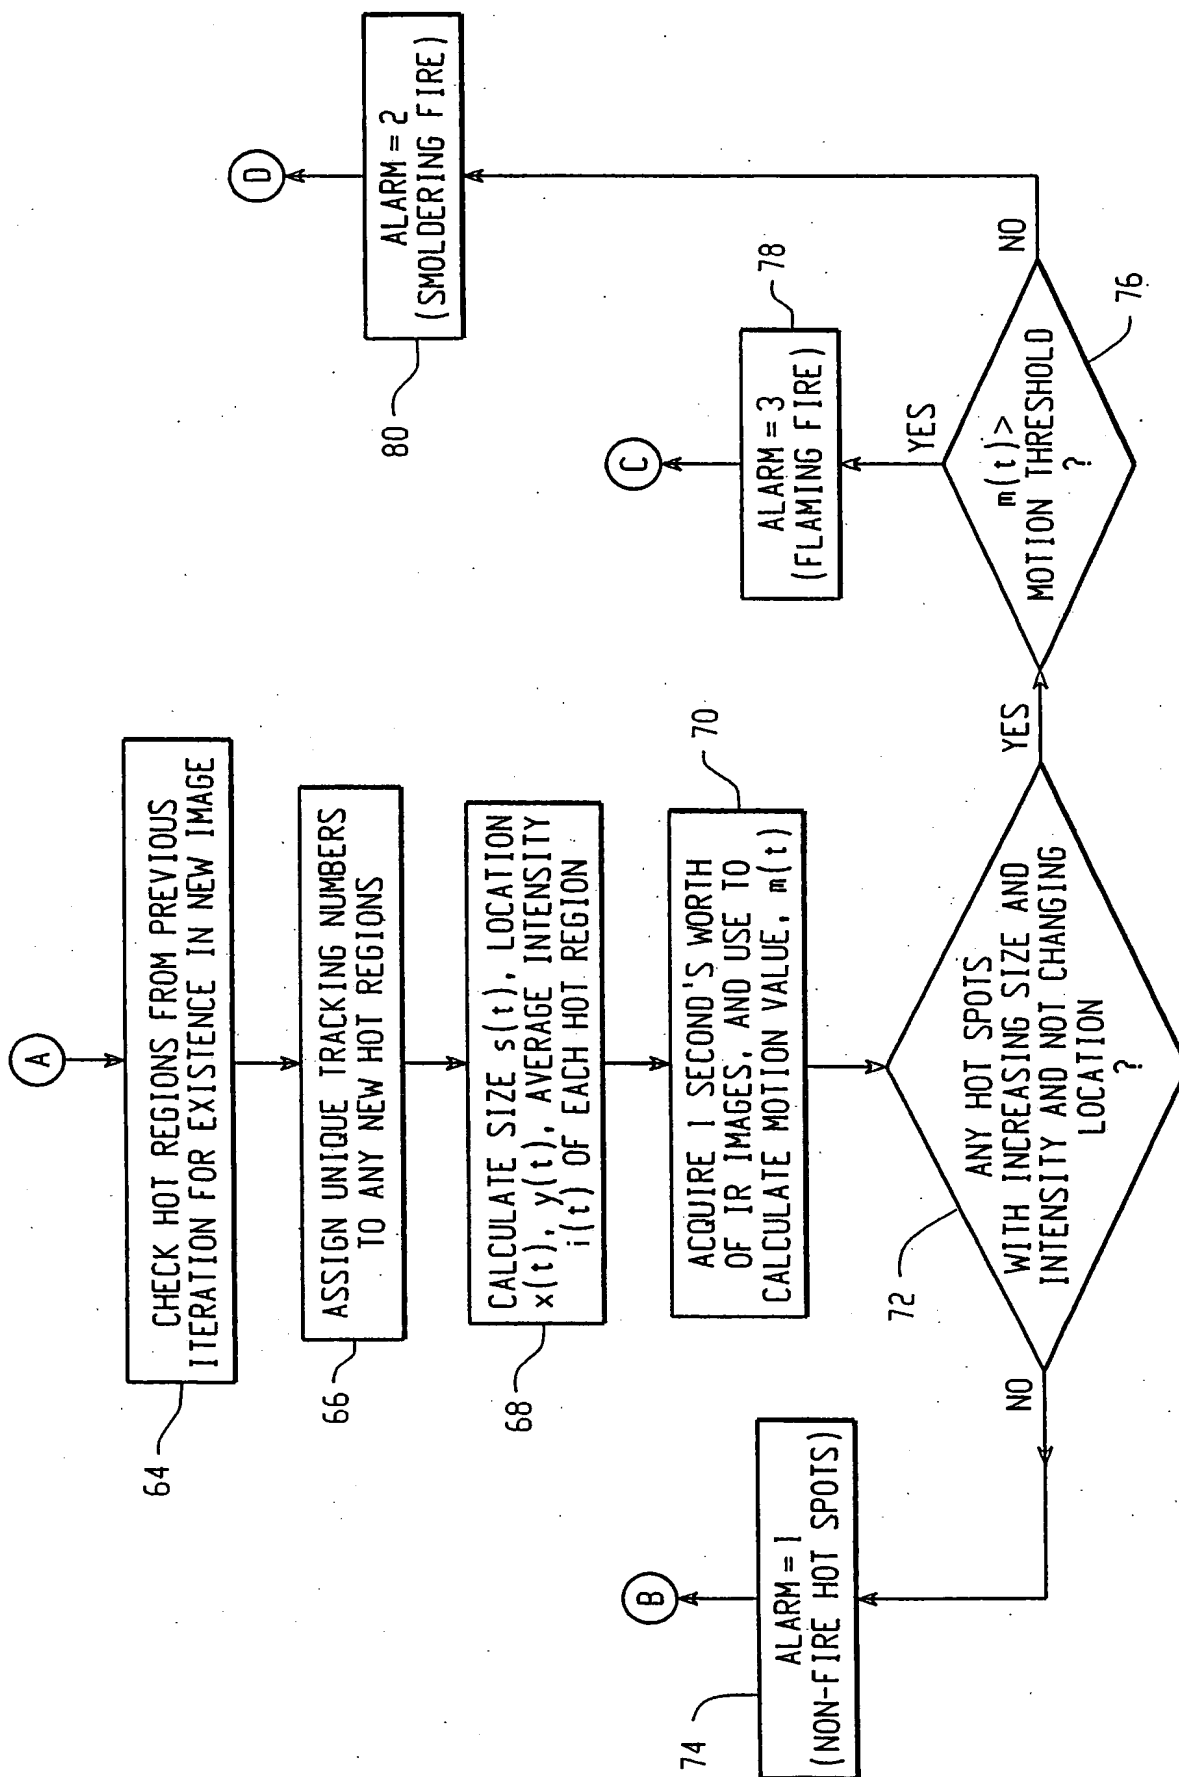 A
CHECK HOT REGIONS FROM PREVIOUS
ITERATION FOR EXISTENCE IN NEW IMAGE
64
ASSIGN UNIQUE TRACKING NUMBERS
TO ANY NEW HOT REGIONS
66
CALCULATE SIZE s(t), LOCATION
x(t), y(t), AVERAGE INTENSITY
i(t) OF EACH HOT REGION
68
ACQUIRE 1 SECOND'S WORTH
OF IR IMAGES, AND USE TO
CALCULATE MOTION VALUE, m(t)
70
ANY HOT SPOTS
WITH INCREASING SIZE AND
INTENSITY AND NOT CHANGING
LOCATION
?
72
NO
YES
B
ALARM = 1
(NON-FIRE HOT SPOTS)
74
m(t)>
MOTION THRESHOLD
?
76
YES
NO
C
ALARM = 3
(FLAMING FIRE)
78
D
ALARM = 2
(SMOLDERING FIRE)
80